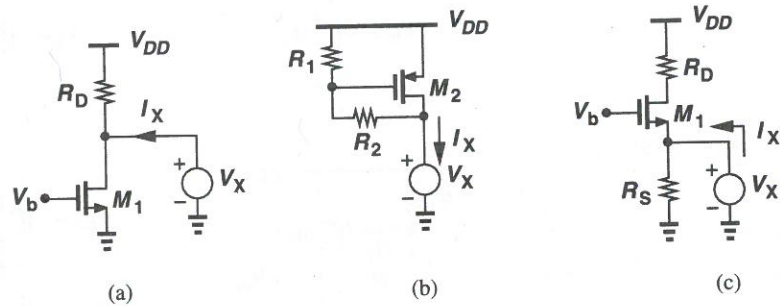 V_DD
R_D
I_X
V_b
M_1
+
-
V_X
(a)
V_DD
R_1
M_2
R_2
I_X
+
-
V_X
(b)
V_DD
R_D
V_b
M_1
I_X
R_S
+
-
V_X
(c)